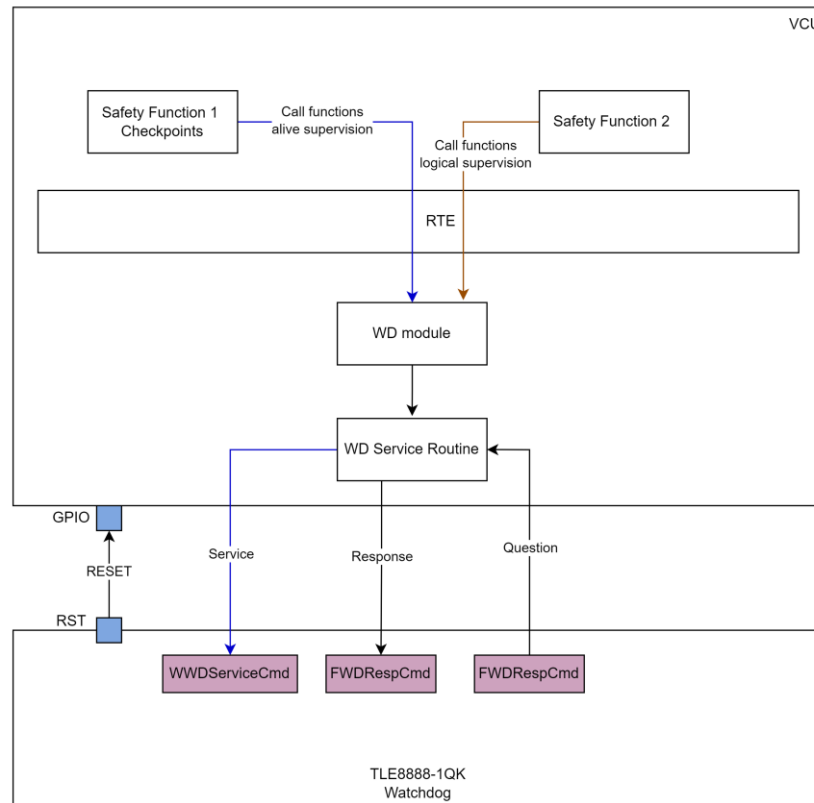 VCU
Safety Function 1
Checkpoints
Call functions
alive supervision
Call functions
logical supervision
Safety Function 2
RTE
WD module
WD Service Routine
GPIO
RESET
RST
Service
Response
Question
WWDServiceCmd
FWDRespCmd
FWDRespCmd
TLE8888-1QK
Watchdog